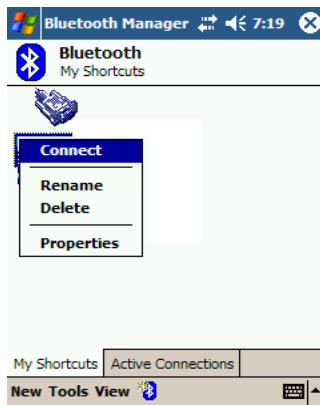 Bluetooth Manager 7:19
Bluetooth
My Shortcuts
Connect
Rename
Delete
Properties
My Shortcuts Active Connections
New Tools View